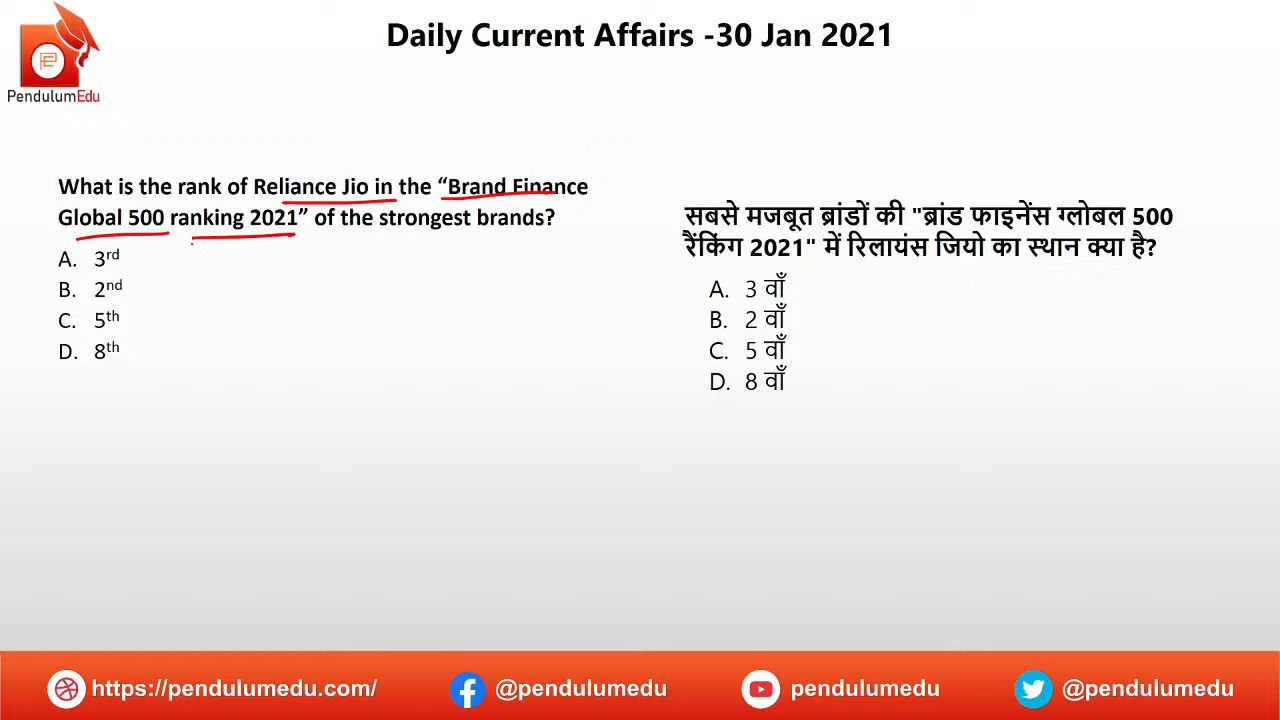 Daily Current Affairs -30 Jan 2021
PendulumEdu
What is the rank of Reliance Jio in the “Brand Finance
Global 500 ranking 2021” of the strongest brands?
A. 3rd
B. 2nd
C. 5th
D. 8th
सबसे मजबूत ब्रांडों की "ब्रांड फाइनेंस ग्लोबल 500
रैंकिंग 2021" में रिलायंस जियो का स्थान क्या है?
A. 3 वाँ
B. 2 वाँ
C. 5 वाँ
D. 8 वाँ
https://pendulumedu.com/
@pendulumedu
pendulumedu
@pendulumedu